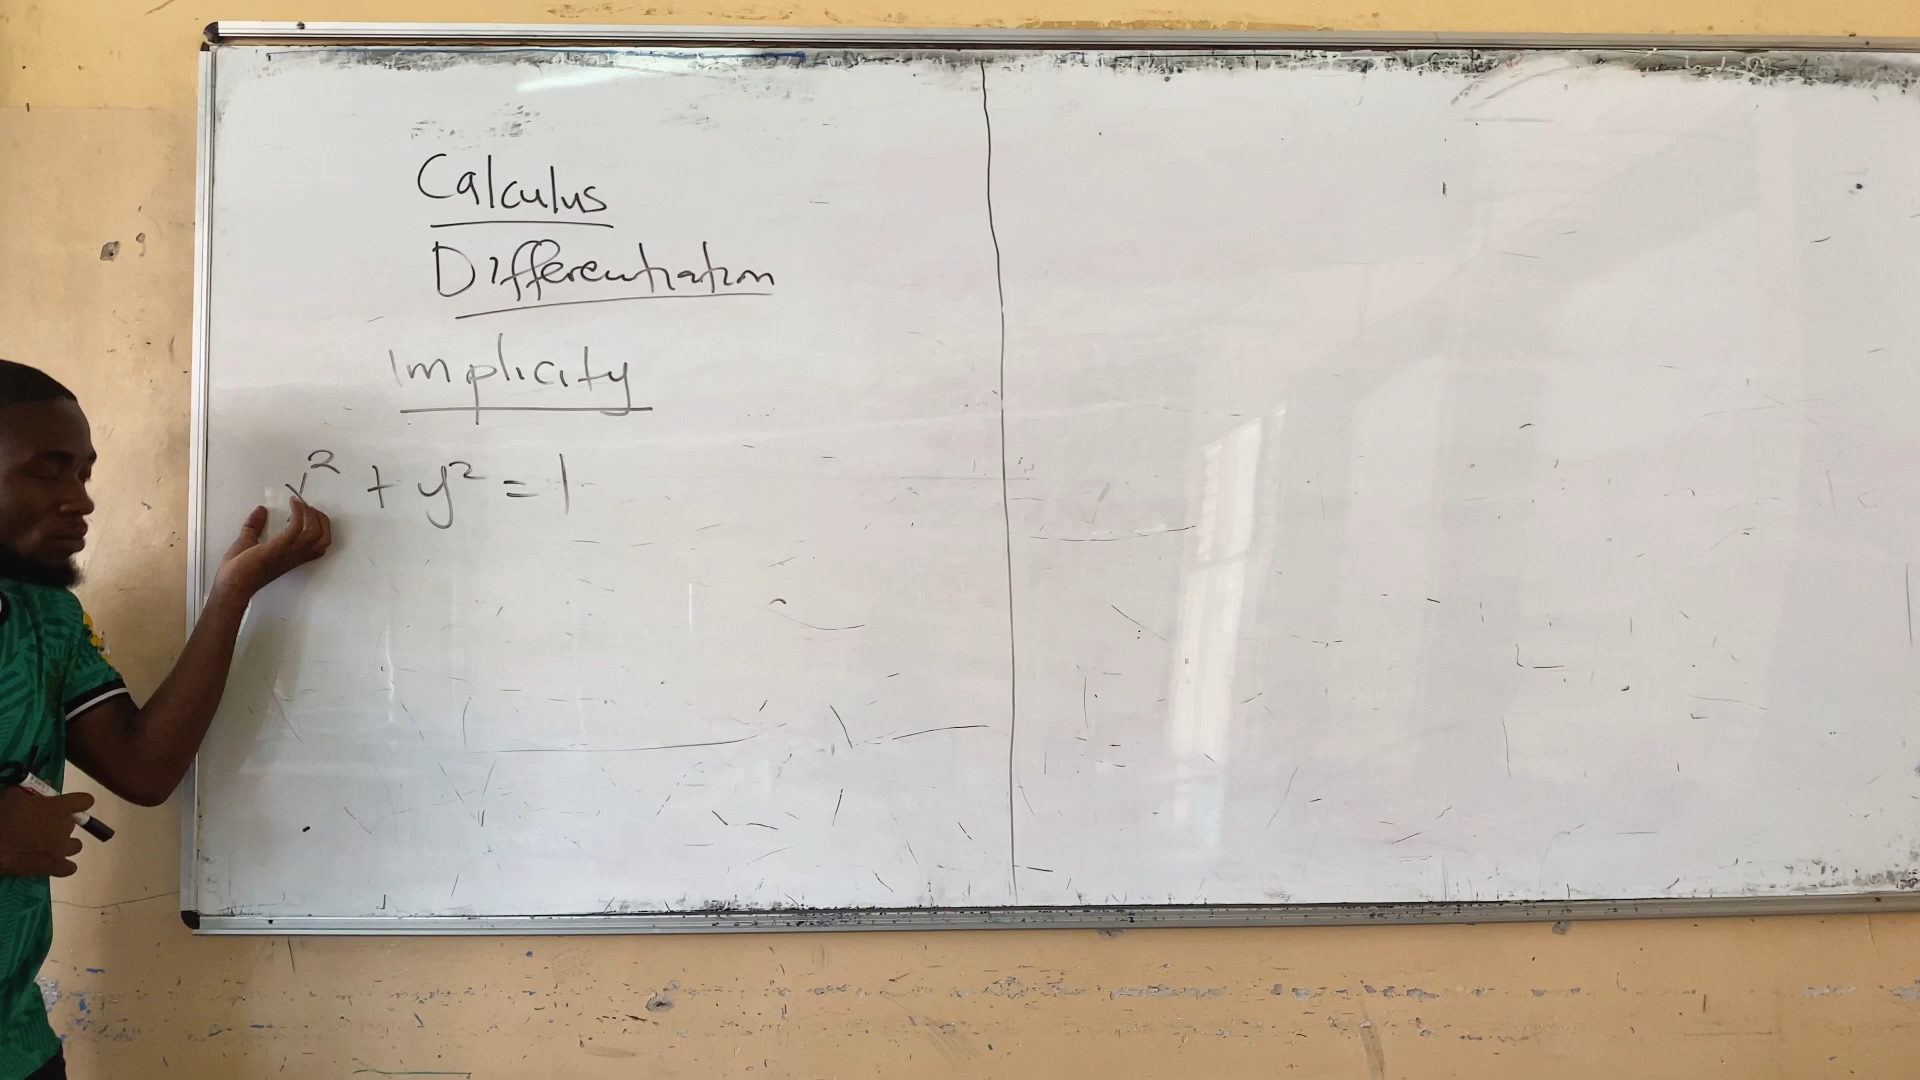 Calculus
Differentiation
Implicity
x² + y² = 1